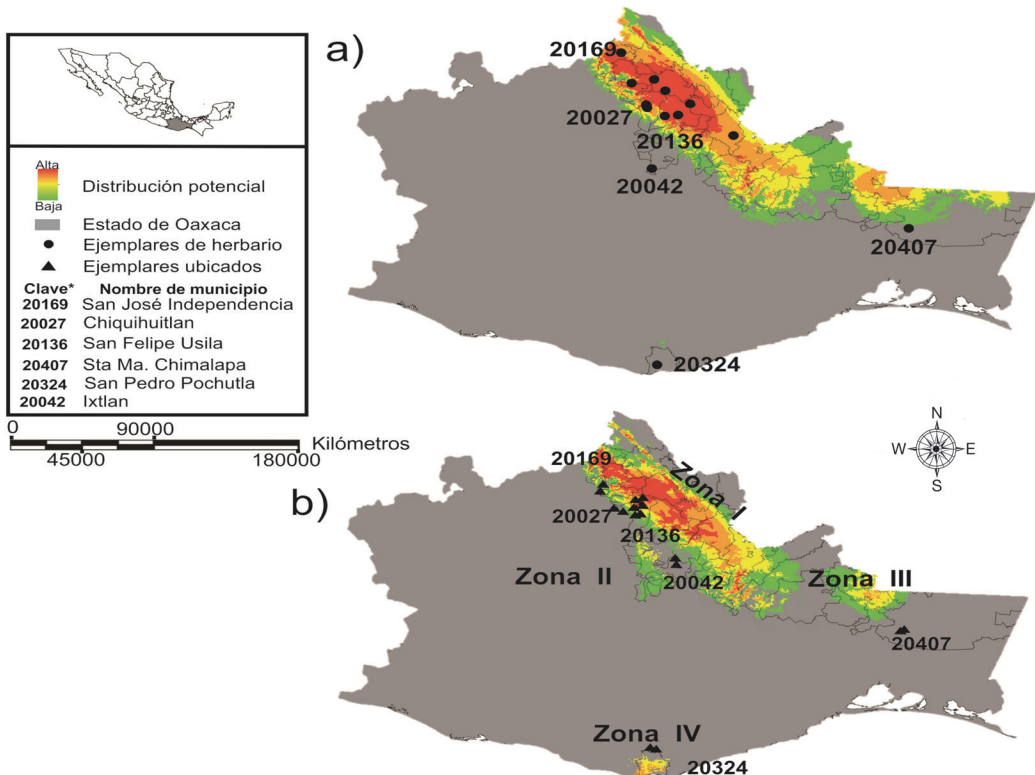 Alta
Baja
Distribución potencial
Estado de Oaxaca
Ejemplares de herbario
Ejemplares ubicados
Clave* Nombre de municipio
20169 San José Independencia
20027 Chiquihuitlan
20136 San Felipe Usila
20407 Sta Ma. Chimalapa
20324 San Pedro Pochutla
20042 Ixtlan
0 90000 Kilómetros
45000 180000
a)
20169
20027
20136
20042
20407
20324
N
W E
S
b)
20169
Zona I
20027
20136
Zona II
20042
Zona III
20407
Zona IV
20324